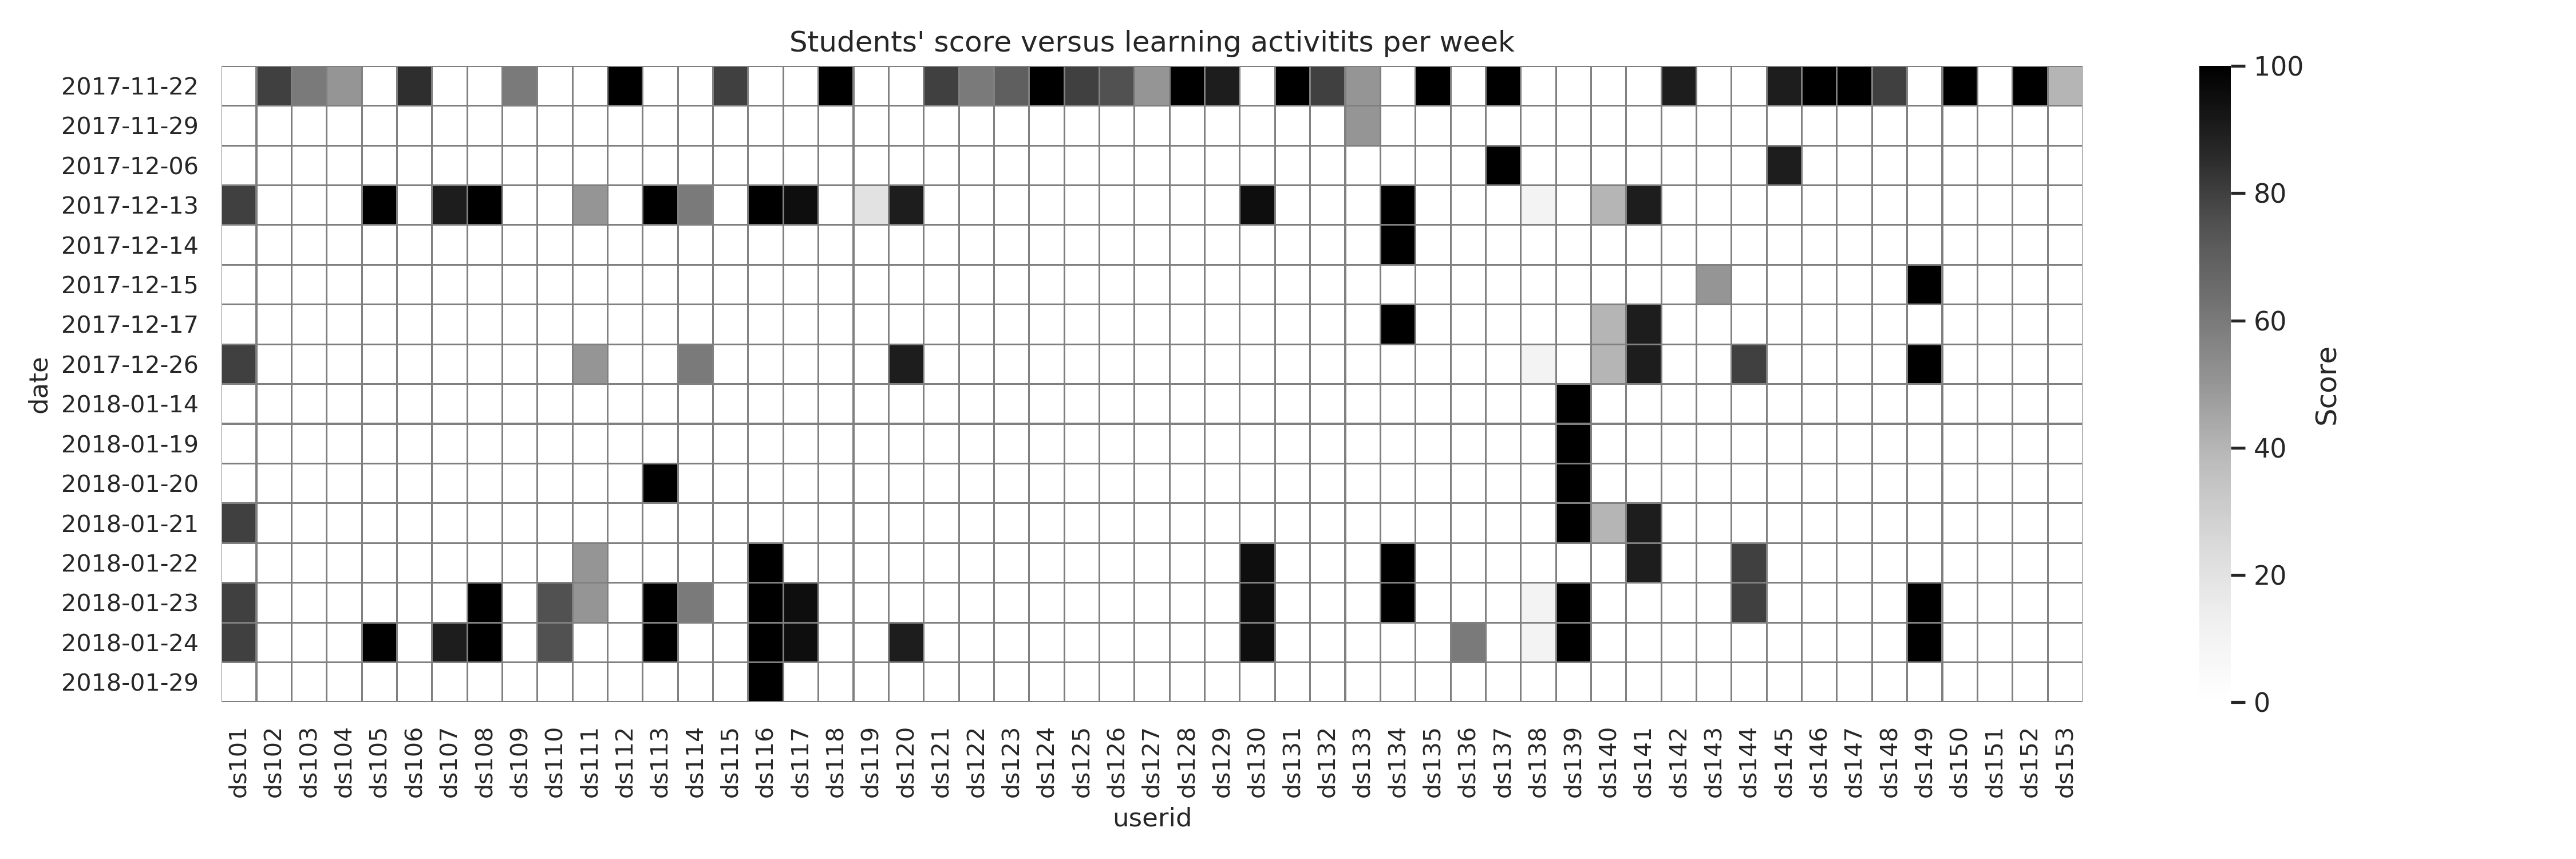 Students' score versus learning activitits per week
2017-11-22
2017-11-29
2017-12-06
2017-12-13
2017-12-14
2017-12-15
2017-12-17
2017-12-26
2018-01-14
2018-01-19
2018-01-20
2018-01-21
2018-01-22
2018-01-23
2018-01-24
2018-01-29
date
ds101
ds102
ds103
ds104
ds105
ds106
ds107
ds108
ds109
ds110
ds111
ds112
ds113
ds114
ds115
ds116
ds117
ds118
ds119
ds120
ds121
ds122
ds123
ds124
ds125
ds126
ds127
ds128
ds129
ds130
ds131
ds132
ds133
ds134
ds135
ds136
ds137
ds138
ds139
ds140
ds141
ds142
ds143
ds144
ds145
ds146
ds147
ds148
ds149
ds150
ds151
ds152
ds153
userid
100
80
60
40
20
0
Score